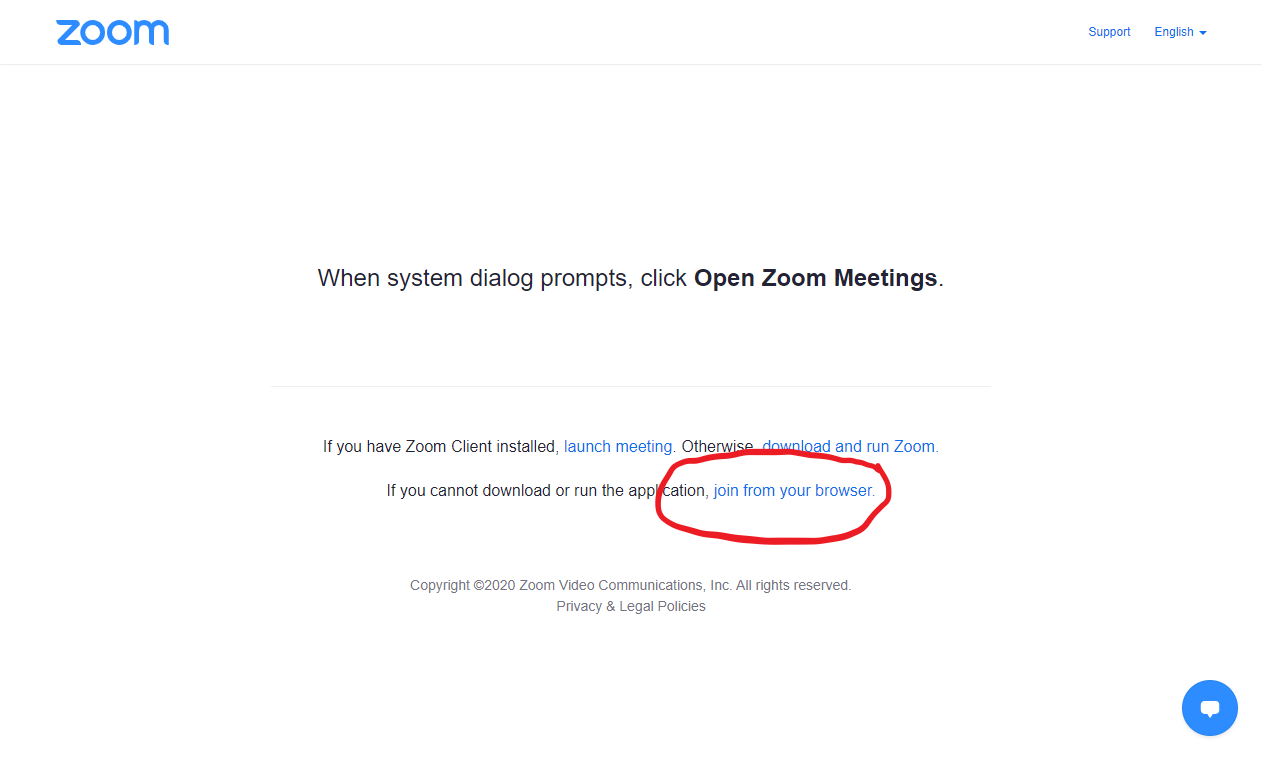 zoom
Support English
When system dialog prompts, click Open Zoom Meetings.
If you have Zoom Client installed, launch meeting. Otherwise, download and run Zoom.
If you cannot download or run the application, join from your browser.
Copyright ©2020 Zoom Video Communications, Inc. All rights reserved.
Privacy & Legal Policies